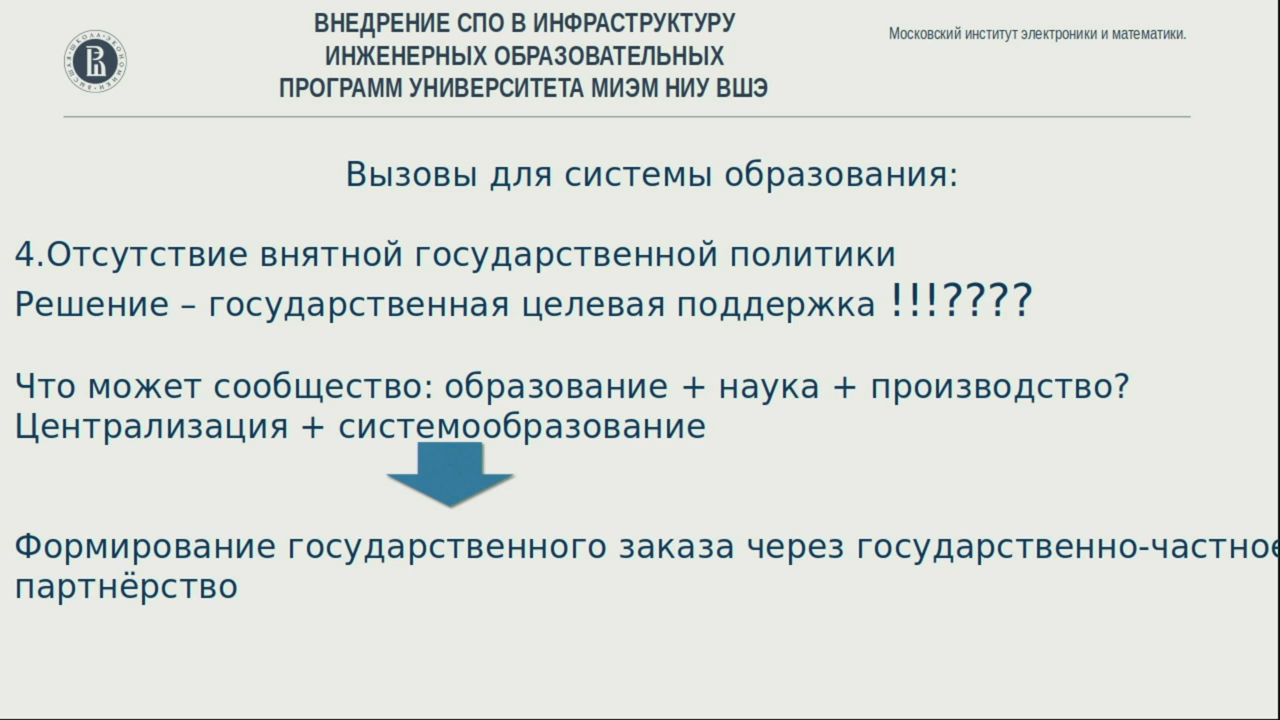 ВНЕДРЕНИЕ СПО В ИНФРАСТРУКТУРУ
ИНЖЕНЕРНЫХ ОБРАЗОВАТЕЛЬНЫХ
ПРОГРАММ УНИВЕРСИТЕТА МИЭМ НИУ ВШЭ
Московский институт электроники и математики.
Вызовы для системы образования:
4.Отсутствие внятной государственной политики
Решение – государственная целевая поддержка !!!????
Что может сообщество: образование + наука + производство?
Централизация + системообразование
Формирование государственного заказа через государственно-частное
партнёрство